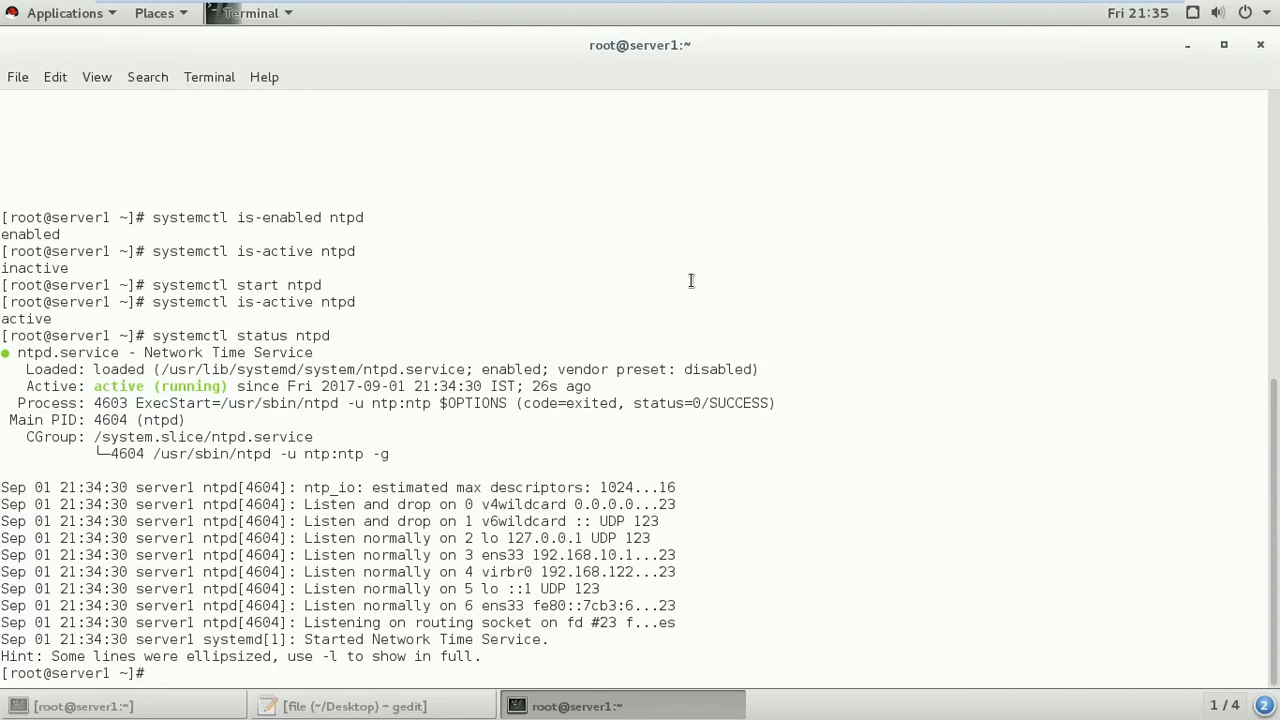 Applications Places Terminal Fri 21:35
root@server1:~
File Edit View Search Terminal Help
[root@server1 ~]# systemctl is-enabled ntpd
enabled
[root@server1 ~]# systemctl is-active ntpd
inactive
[root@server1 ~]# systemctl start ntpd
[root@server1 ~]# systemctl is-active ntpd
active
[root@server1 ~]# systemctl status ntpd
● ntpd.service - Network Time Service
   Loaded: loaded (/usr/lib/systemd/system/ntpd.service; enabled; vendor preset: disabled)
   Active: active (running) since Fri 2017-09-01 21:34:30 IST; 26s ago
  Process: 4603 ExecStart=/usr/sbin/ntpd -u ntp:ntp $OPTIONS (code=exited, status=0/SUCCESS)
 Main PID: 4604 (ntpd)
   CGroup: /system.slice/ntpd.service
           └─4604 /usr/sbin/ntpd -u ntp:ntp -g
Sep 01 21:34:30 server1 ntpd[4604]: ntp_io: estimated max descriptors: 1024...16
Sep 01 21:34:30 server1 ntpd[4604]: Listen and drop on 0 v4wildcard 0.0.0.0...23
Sep 01 21:34:30 server1 ntpd[4604]: Listen and drop on 1 v6wildcard :: UDP 123
Sep 01 21:34:30 server1 ntpd[4604]: Listen normally on 2 lo 127.0.0.1 UDP 123
Sep 01 21:34:30 server1 ntpd[4604]: Listen normally on 3 ens33 192.168.10.1...23
Sep 01 21:34:30 server1 ntpd[4604]: Listen normally on 4 virbr0 192.168.122...23
Sep 01 21:34:30 server1 ntpd[4604]: Listen normally on 5 lo ::1 UDP 123
Sep 01 21:34:30 server1 ntpd[4604]: Listen normally on 6 ens33 fe80::7cb3:6...23
Sep 01 21:34:30 server1 ntpd[4604]: Listening on routing socket on fd #23 f...es
Sep 01 21:34:30 server1 systemd[1]: Started Network Time Service.
Hint: Some lines were ellipsized, use -l to show in full.
[root@server1 ~]#
[root@server1:~] [file (~/Desktop) - gedit] root@server1:~ 1 / 4 2